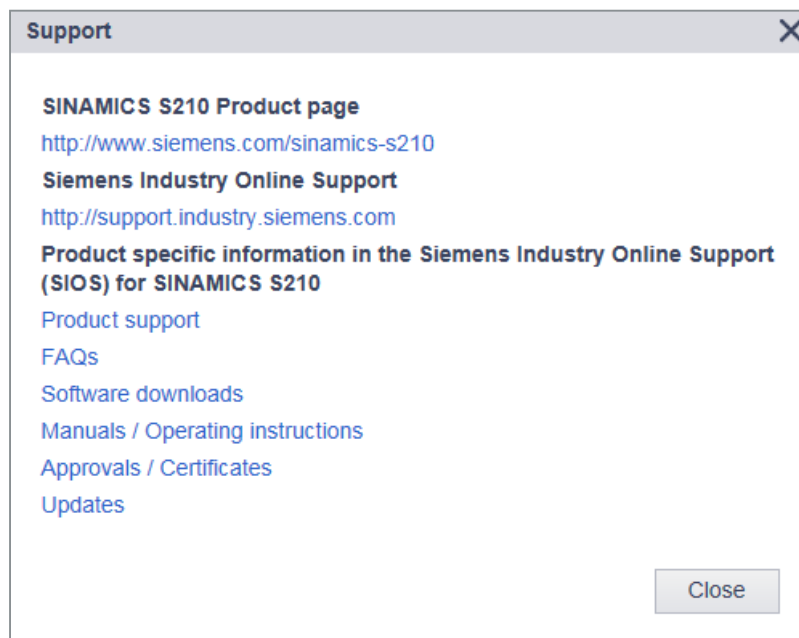 Support
SINAMICS S210 Product page
http://www.siemens.com/sinamics-s210
Siemens Industry Online Support
http://support.industry.siemens.com
Product specific information in the Siemens Industry Online Support
(SIOS) for SINAMICS S210
Product support
FAQs
Software downloads
Manuals / Operating instructions
Approvals / Certificates
Updates
Close